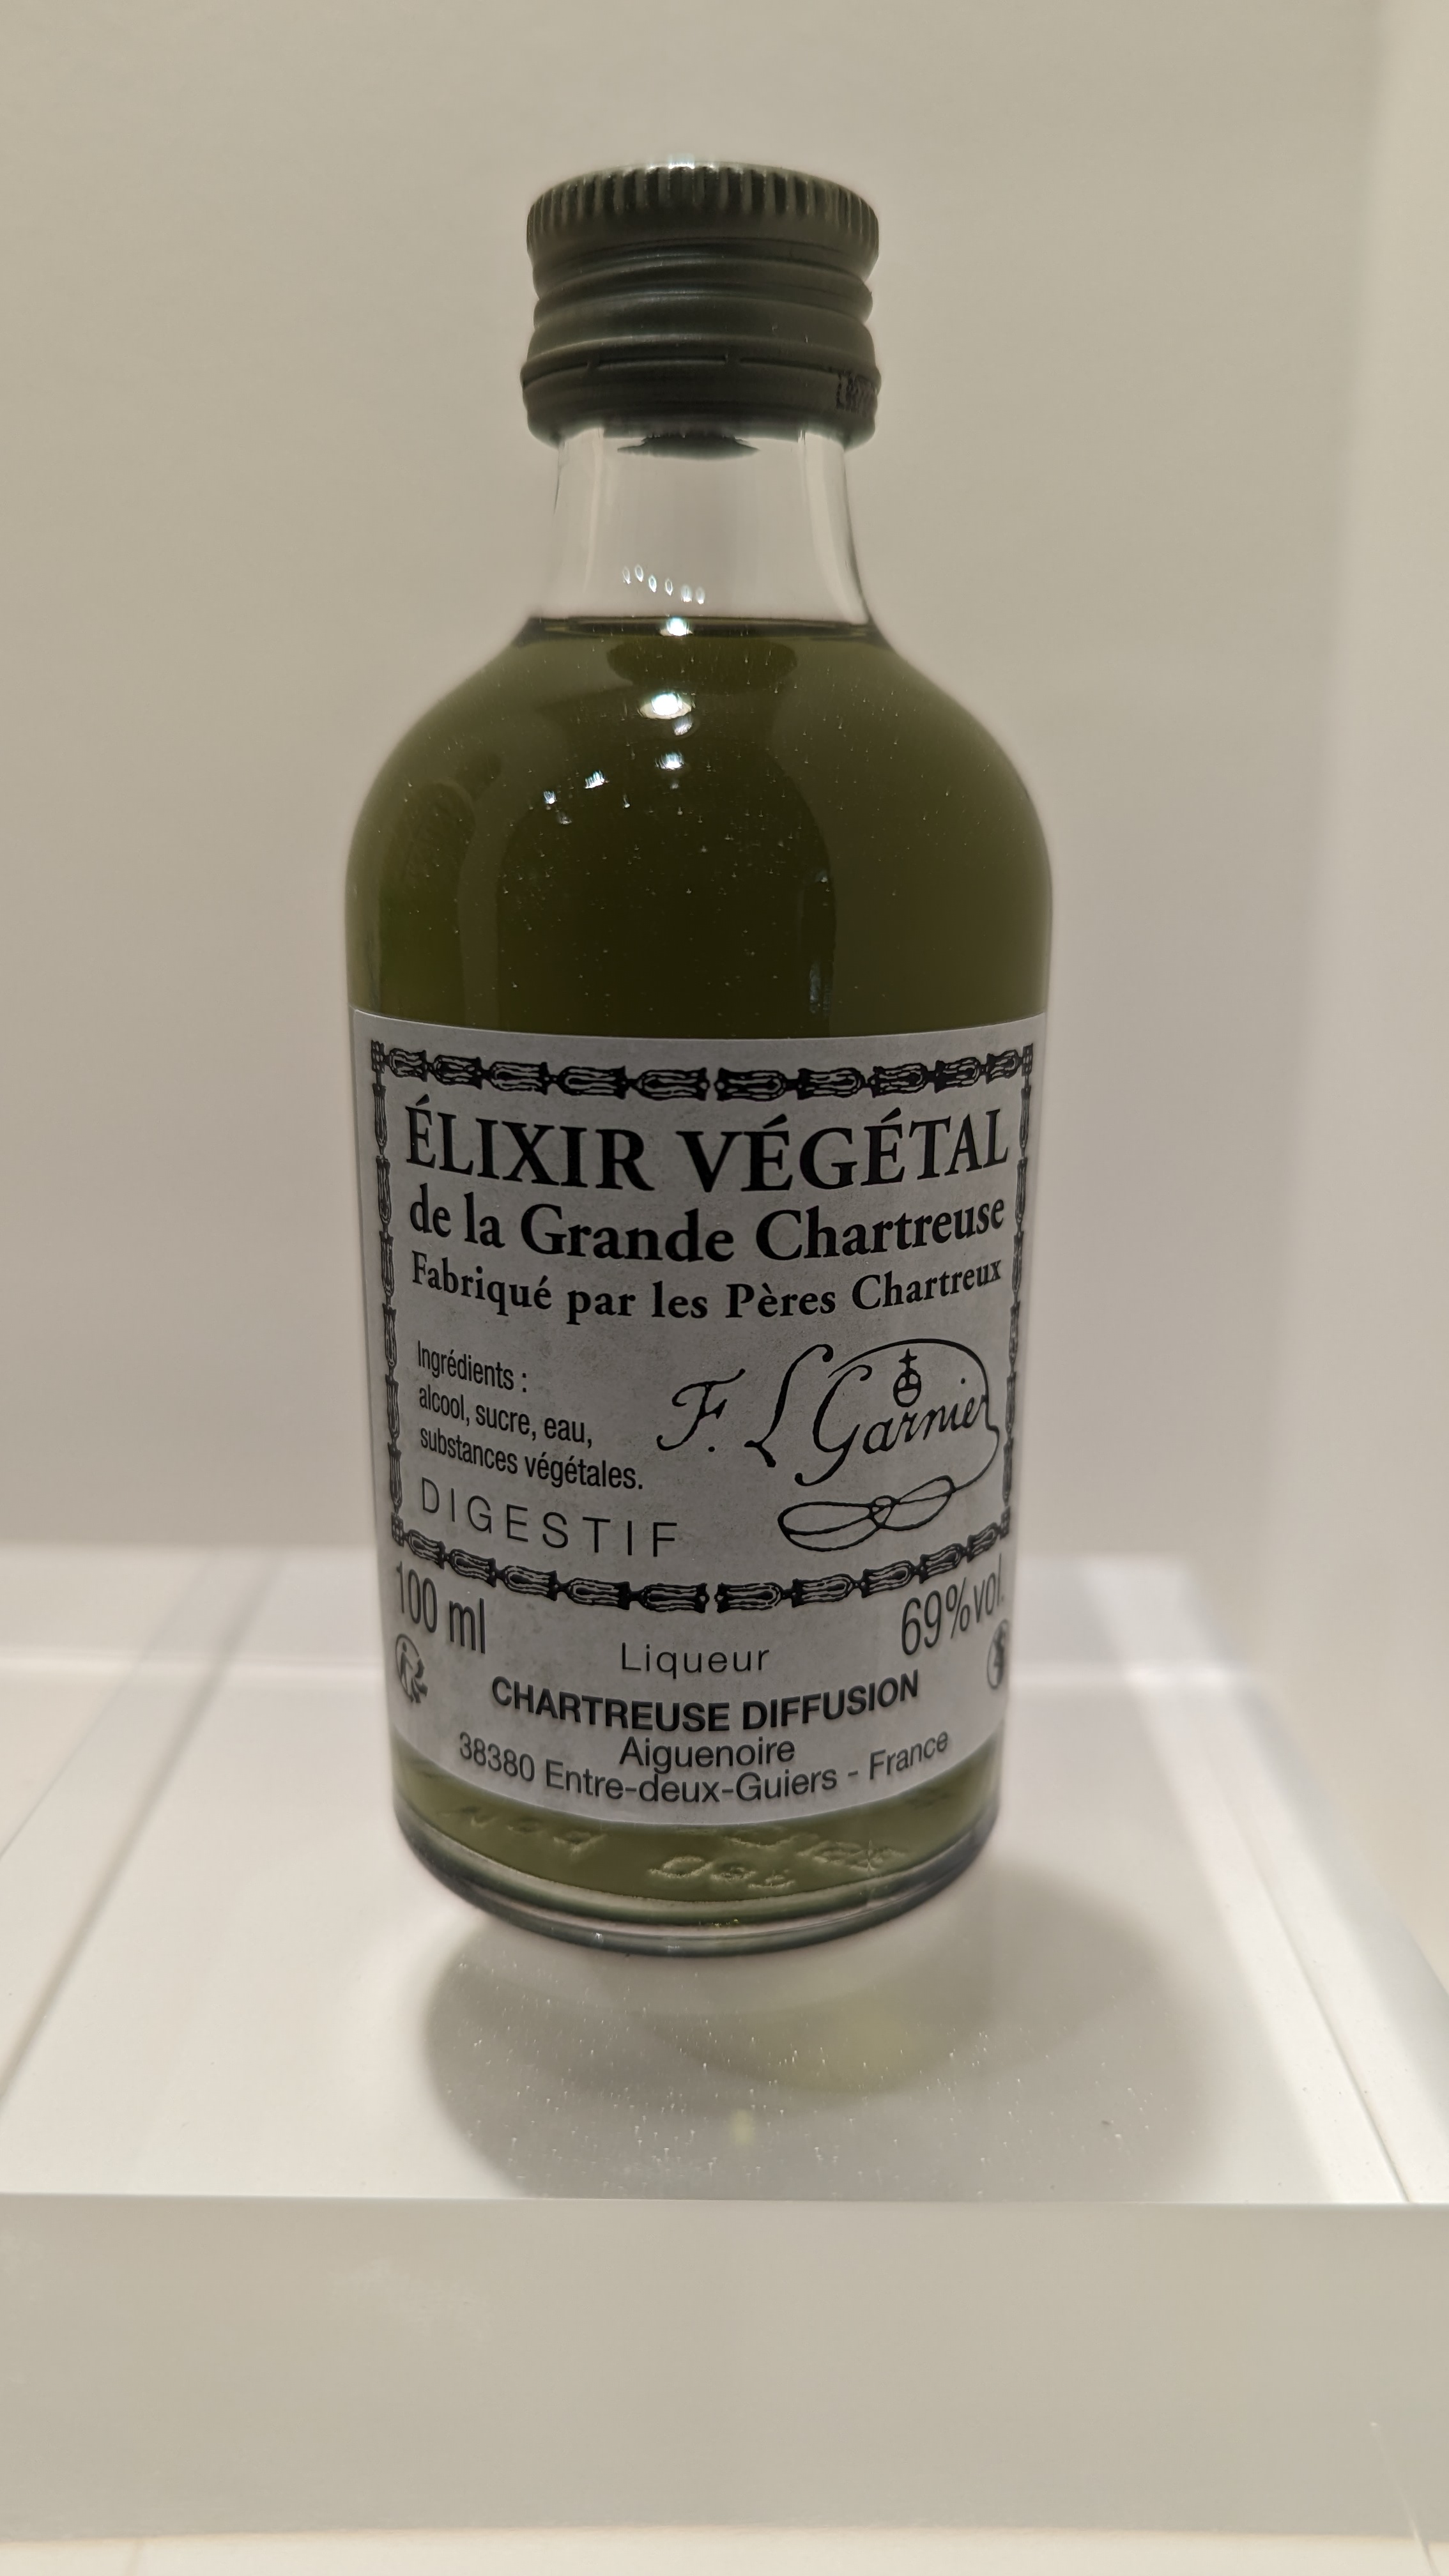 ÉLIXIR VÉGÉTAL
de la Grande Chartreuse
Fabriqué par les Pères Chartreux
Ingrédients :
alcool, sucre, eau,
substances végétales.
F. L Garnier
DIGESTIF
100 ml
69%vol.
Liqueur
CHARTREUSE DIFFUSION
Aiguenoire
38380 Entre-deux-Guiers - France